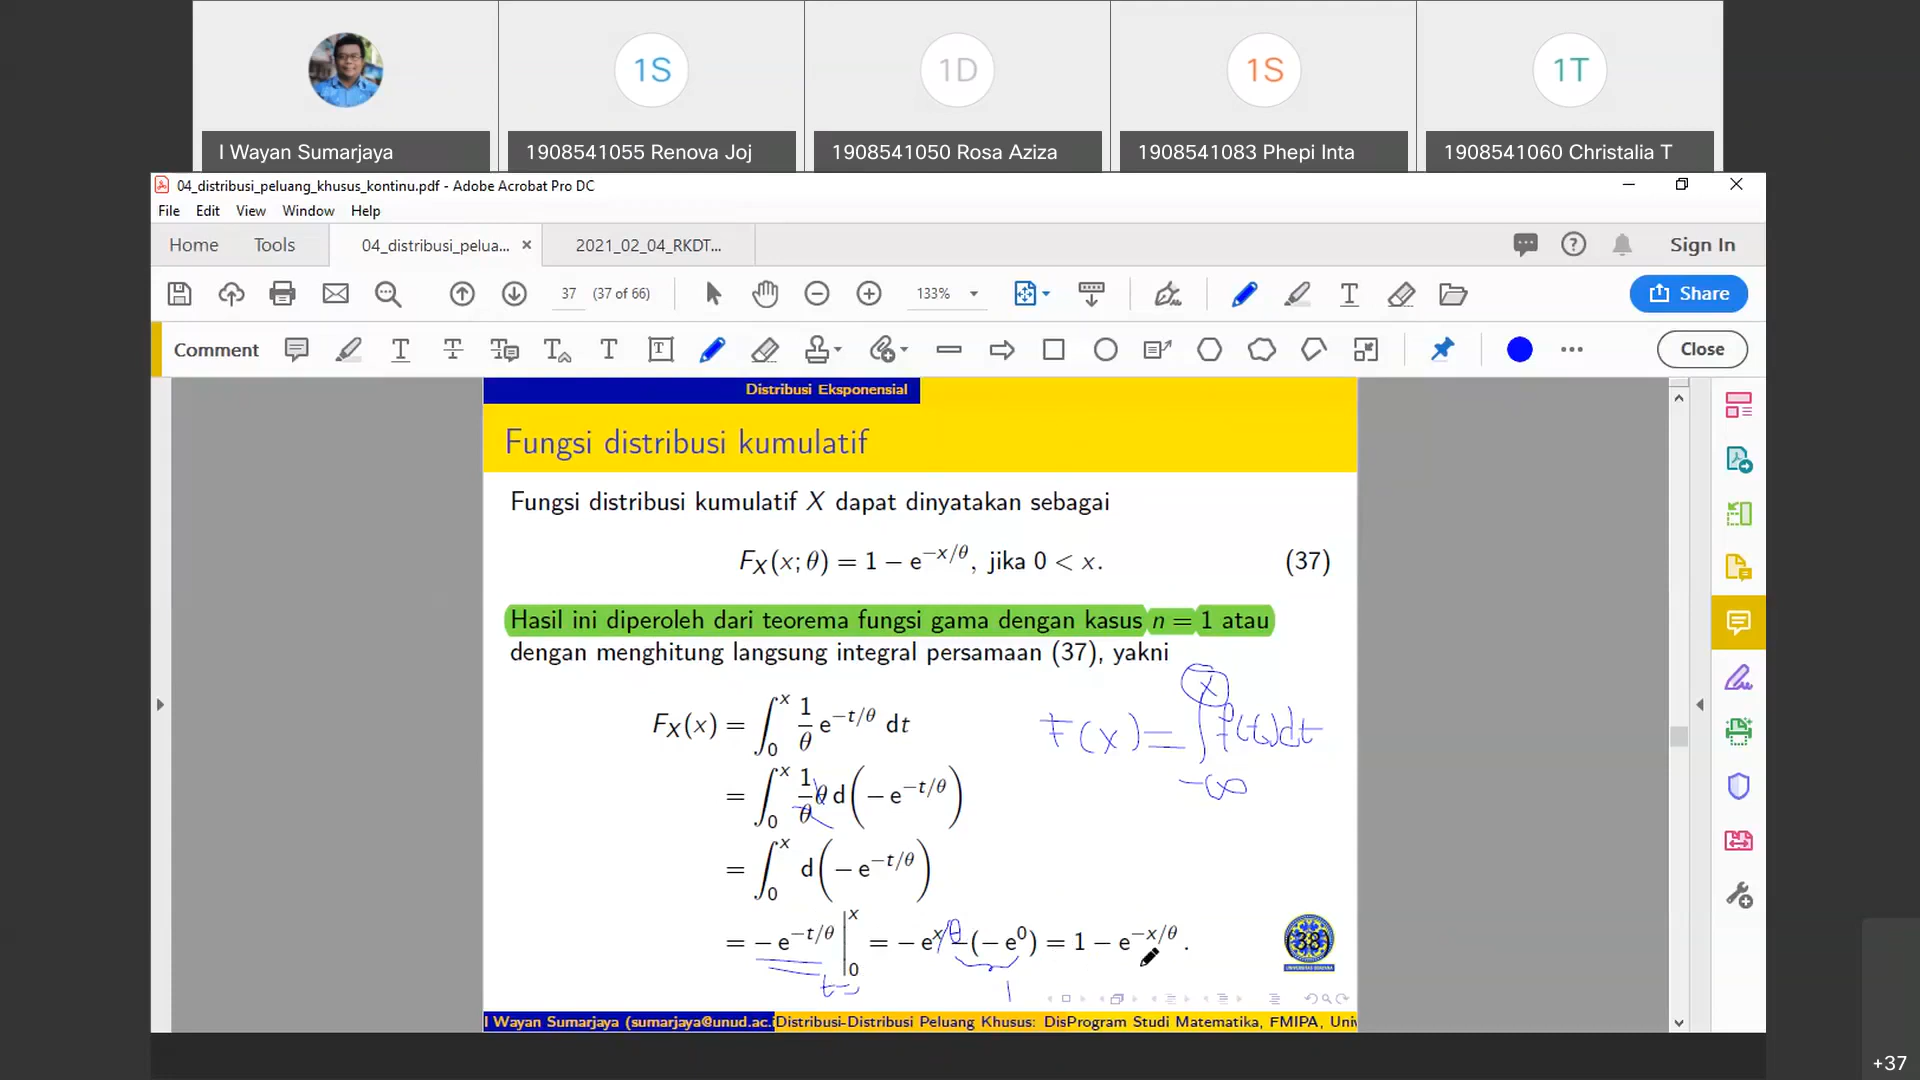 1S
1D
1S
1T
I Wayan Sumarjaya
1908541055 Renova Joj
1908541050 Rosa Aziza
1908541083 Phepi Inta
1908541060 Christalia T
04_distribusi_peluang_khusus_kontinu.pdf - Adobe Acrobat Pro DC
File Edit View Window Help
Home Tools 04_distribusi_pelua... × 2021_02_04_RKDT... Sign In
37 (37 of 66) 133% Share
Comment Close
Distribusi Eksponensial
Fungsi distribusi kumulatif
Fungsi distribusi kumulatif X dapat dinyatakan sebagai
F_X(x; θ) = 1 − e^{−x/θ}, jika 0 < x. (37)
Hasil ini diperoleh dari teorema fungsi gama dengan kasus n = 1 atau
dengan menghitung langsung integral persamaan (37), yakni
F_X(x) = ∫_0^x 1/θ e^{−t/θ} dt F(x) = ∫_{-∞}^x f(t)dt
= ∫_0^x 1/θ θ d(−e^{−t/θ})
= ∫_0^x d(−e^{−t/θ})
= −e^{−t/θ} |_0^x = −e^{x/θ} − (−e^0) = 1 − e^{−x/θ}. (38)
1
I Wayan Sumarjaya (sumarjaya@unud.ac.i Distribusi-Distribusi Peluang Khusus: Dis Program Studi Matematika, FMIPA, Univ
+37